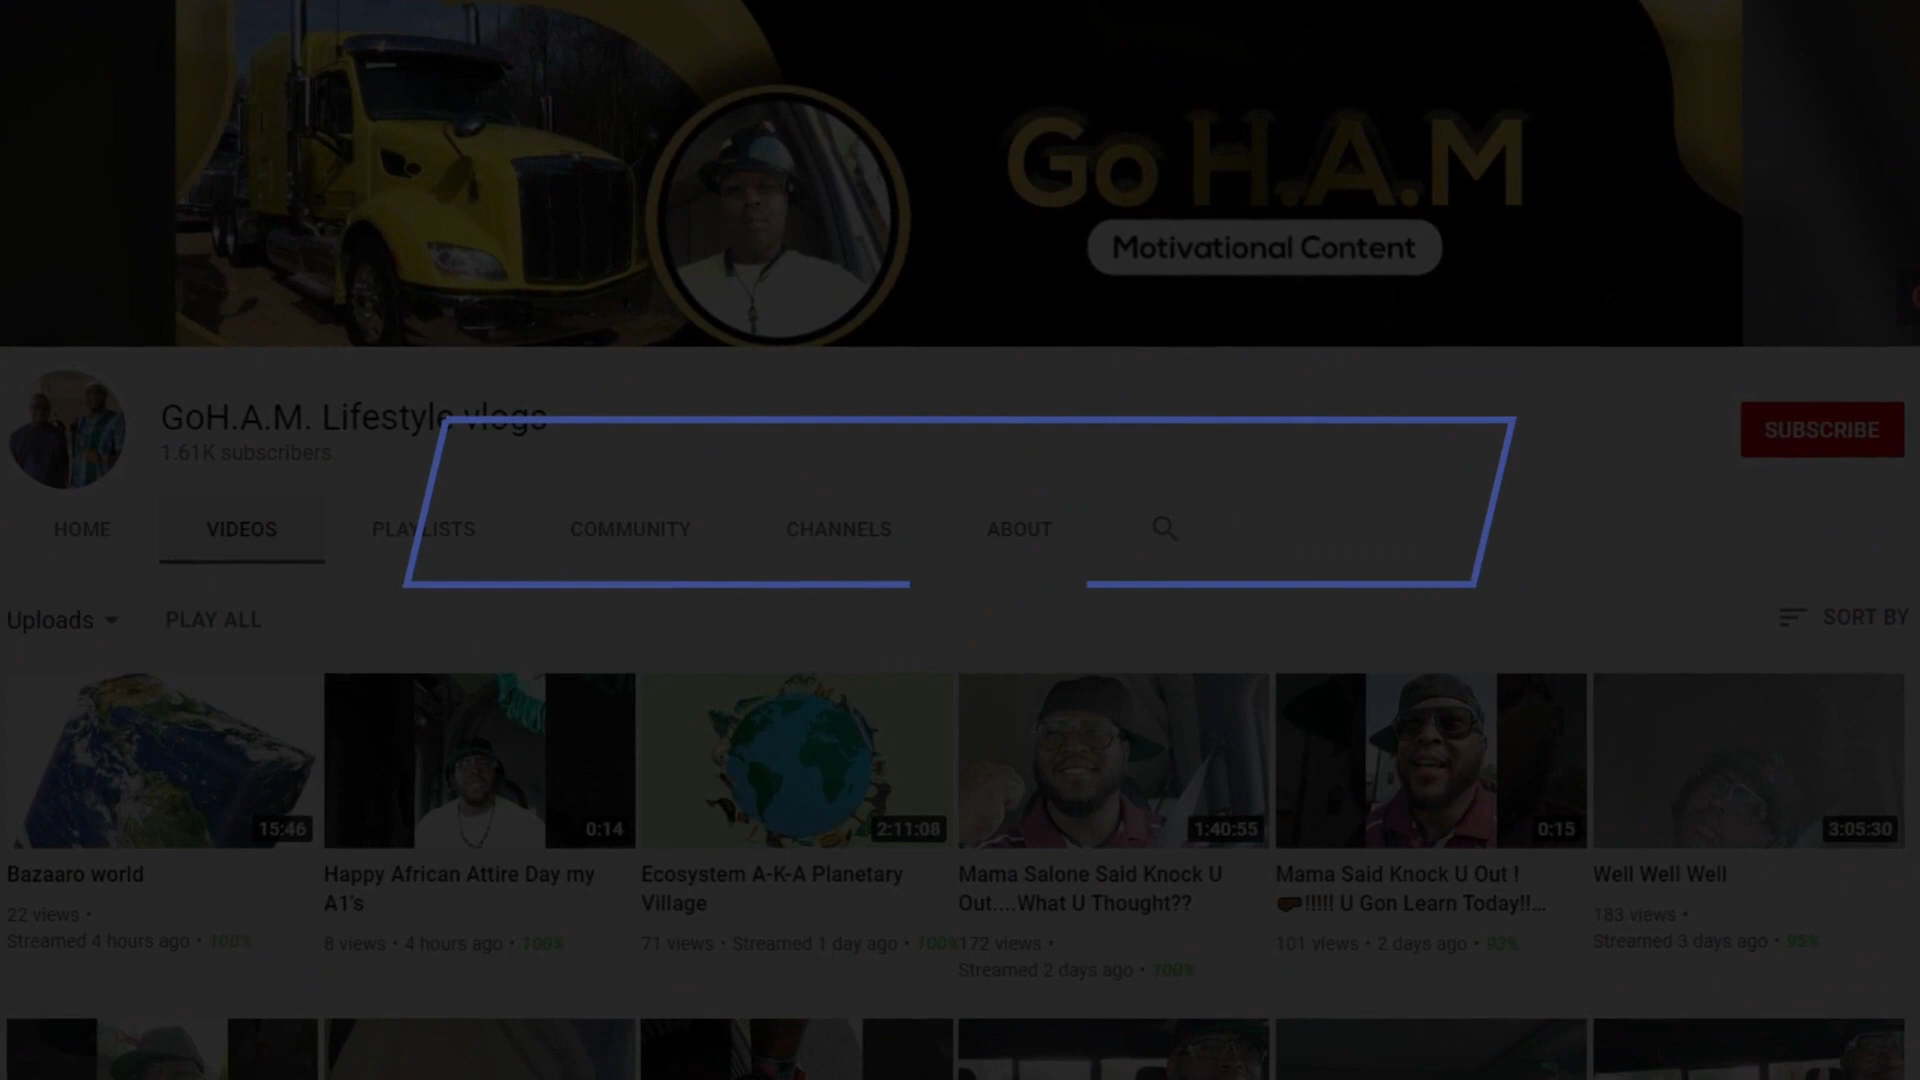 Go H.A.M
Motivational Content
GoH.A.M. Lifestyle vlogs
1.61K subscribers
SUBSCRIBE
HOME
VIDEOS
PLAYLISTS
COMMUNITY
CHANNELS
ABOUT
Uploads
PLAY ALL
SORT BY
15:46
0:14
2:11:08
1:40:55
0:15
3:05:30
Bazaaro world
22 views •
Streamed 4 hours ago • 100%
Happy African Attire Day my
A1's
8 views • 4 hours ago • 100%
Ecosystem A-K-A Planetary
Village
71 views • Streamed 1 day ago • 100%
Mama Salone Said Knock U
Out....What U Thought??
172 views •
Streamed 2 days ago • 100%
Mama Said Knock U Out !
🤛🏿!!!!! U Gon Learn Today!!...
101 views • 2 days ago • 93%
Well Well Well
183 views •
Streamed 3 days ago • 95%